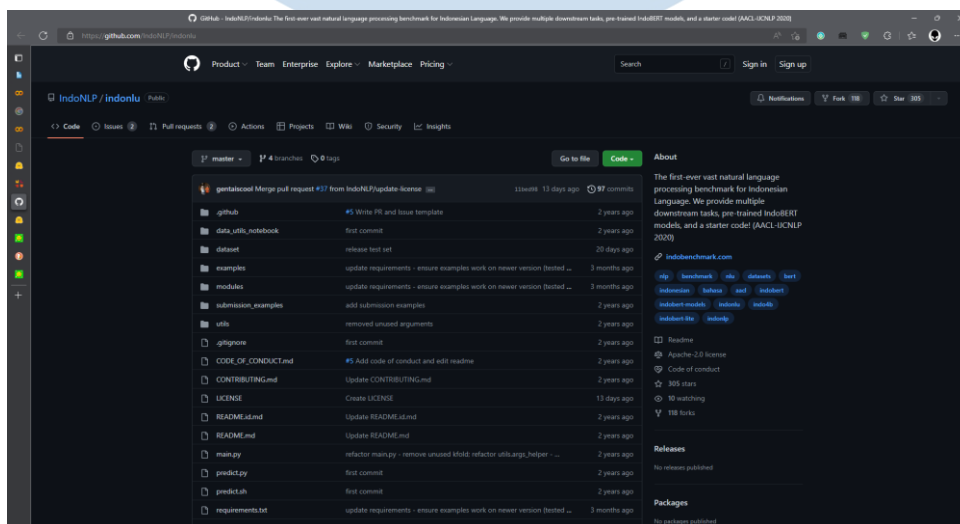 GitHub - IndoNLP/indonlu: The first-ever vast natural language processing benchmark for Indonesian Language. We provide multiple downstream tasks, pre-trained IndoBERT models, and a starter code! (AACL-IJCNLP 2020)
https://github.com/IndoNLP/indonlu
Product Team Enterprise Explore Marketplace Pricing
Search /
Sign in Sign up
IndoNLP / indonlu Public
Notifications Fork 118 Star 305
Code Issues 2 Pull requests 2 Actions Projects Wiki Security Insights
master 4 branches 0 tags Go to file Code
gentaiscool Merge pull request #37 from IndoNLP/update-license ... 13 days ago 97 commits
.github #5 Write PR and Issue template 2 years ago
data_utils_notebook first commit 2 years ago
dataset release test set 20 days ago
examples update requirements - ensure examples work on newer version (tested ... 3 months ago
modules update requirements - ensure examples work on newer version (tested ... 3 months ago
submission_examples add submission examples 2 years ago
utils removed unused arguments 2 years ago
.gitignore first commit 2 years ago
CODE_OF_CONDUCT.md #5 Add code of conduct and edit readme 2 years ago
CONTRIBUTING.md Update CONTRIBUTING.md 2 years ago
LICENSE Create LICENSE 13 days ago
README.id.md Update README.id.md 2 years ago
README.md Update README.md 2 years ago
main.py refactor main.py - remove unused kfold: refactor utils.args_helper - ... 2 years ago
predict.py first commit 2 years ago
predict.sh first commit 2 years ago
requirements.txt update requirements - ensure examples work on newer version (tested ... 3 months ago
About
The first-ever vast natural language
processing benchmark for Indonesian
Language. We provide multiple
downstream tasks, pre-trained IndoBERT
models, and a starter code! (AACL-IJCNLP
2020)
indobenchmark.com
nlp benchmark nlu datasets bert
indonesian bahasa aacl indobert
indobert-models indonlu indo4b
indobert-lite indonlp
Readme
Apache-2.0 license
Code of conduct
305 stars
10 watching
118 forks
Releases
No releases published
Packages
No packages published